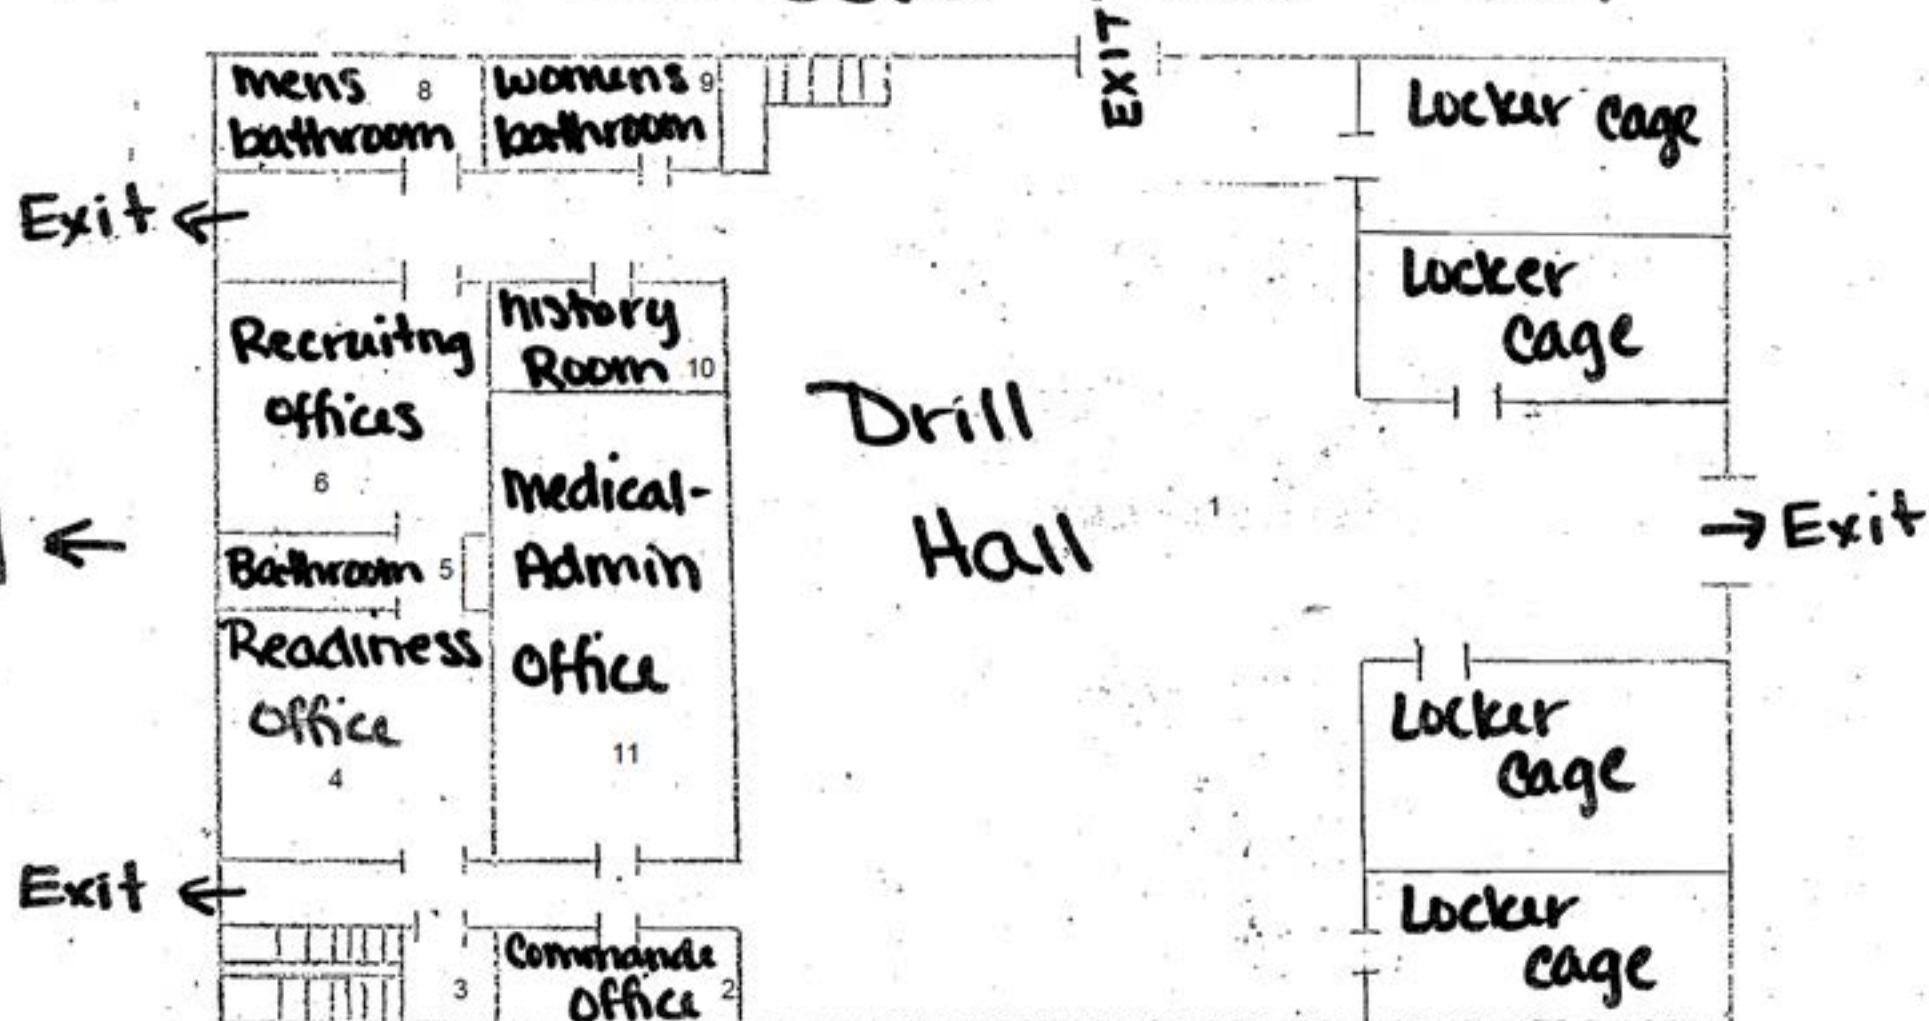 EXIT
mens 8
bathroom
womens 9
bathroom
Locker cage
Exit
Locker
cage
history
Room 10
Recruitng
offices
6
Drill
Hall
1
medical-
Admin
office
11
Exit
Bathroom 5
Readiness
office
4
Locker
cage
Exit
Locker
cage
3
Commande
office 2